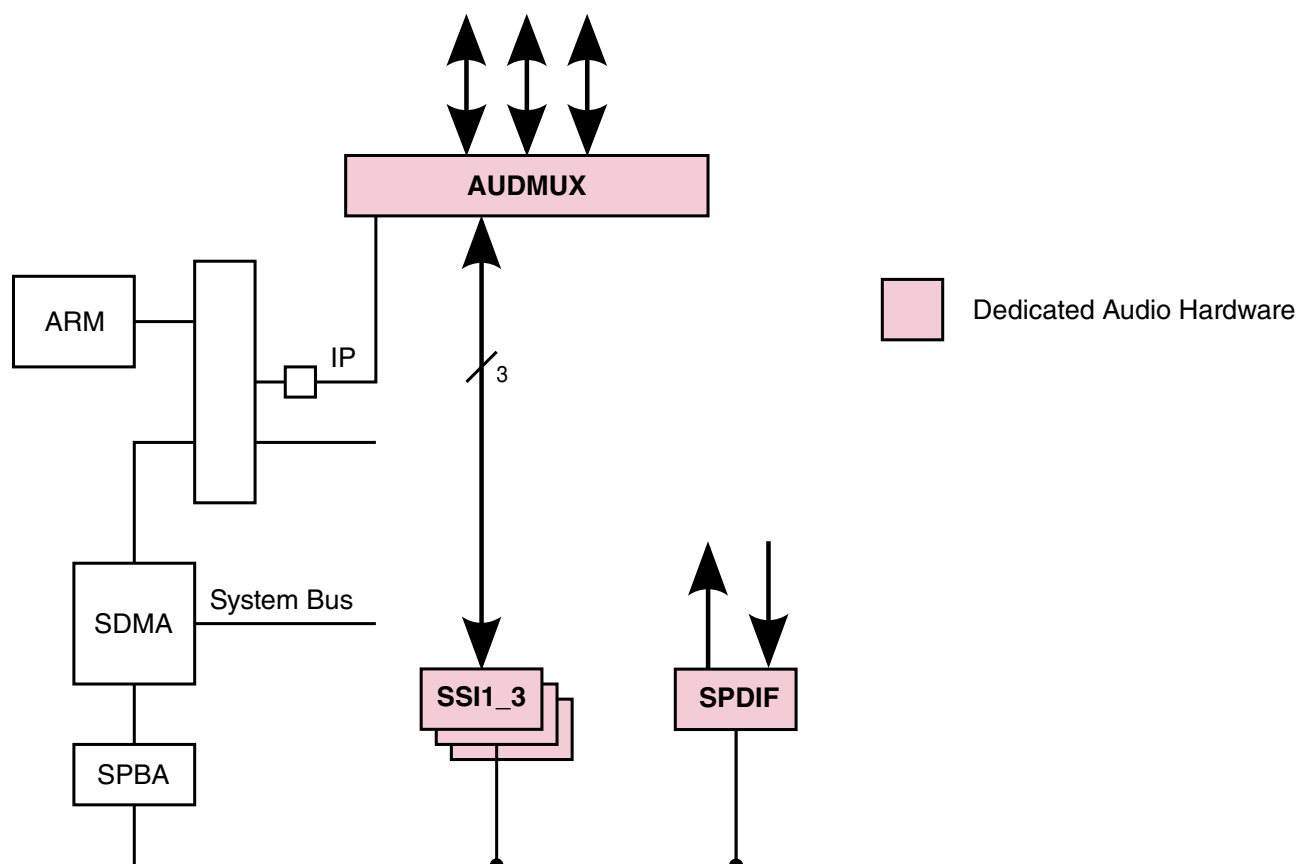 AUDMUX
ARM
Dedicated Audio Hardware
IP
3
System Bus
SDMA
SSI1_3
SPDIF
SPBA